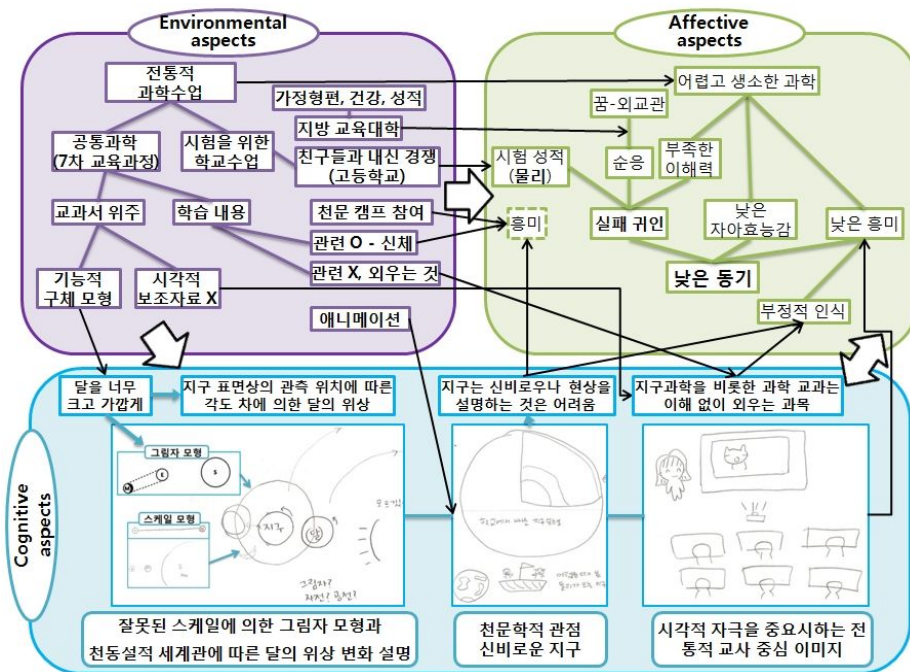 Environmental
aspects
Affective
aspects
전통적
과학수업
가정형편, 건강, 성적
지방 교육대학
공통과학
(7차 교육과정)
시험을 위한
학교수업
친구들과 내신 경쟁
(고등학교)
교과서 위주
학습 내용
천문 캠프 참여
관련 O - 신체
관련 X, 외우는 것
기능적
구체 모형
시각적
보조자료 X
애니메이션
어렵고 생소한 과학
꿈-외교관
시험 성적
(물리)
순응
부족한
이해력
흥미
실패 귀인
낮은
자아효능감
낮은 흥미
낮은 동기
부정적 인식
Cognitive
aspects
달을 너무
크고 가깝게
지구 표면상의 관측 위치에 따른
각도 차에 의한 달의 위상
지구는 신비로우나 현상을
설명하는 것은 어려움
지구과학을 비롯한 과학 교과는
이해 없이 외우는 과목
그림자 모형
M
E
S
스케일 모형
지구
달
그림자?
자전? 공전?
잘못된 스케일에 의한 그림자 모형과
천동설적 세계관에 따른 달의 위상 변화 설명
천문학적 관점
신비로운 지구
시각적 자극을 중요시하는 전
통적 교사 중심 이미지